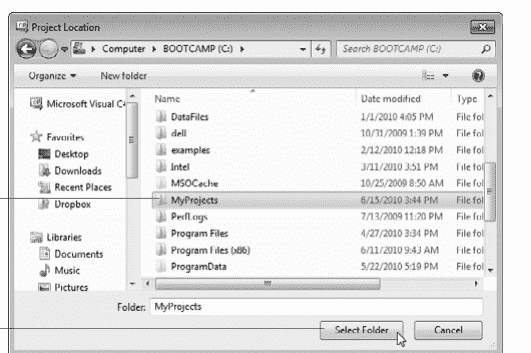 Project Location
Computer BOOTCAMP (C:) Search BOOTCAMP (C:)
Organize New folder
Microsoft Visual C+
Favorites
Desktop
Downloads
Recent Places
Dropbox
Libraries
Documents
Music
Pictures
Name Date modified Type
DataFiles 1/1/2010 4:05 PM File fol
dell 10/31/2009 1:39 PM File fol
examples 2/12/2010 12:18 PM File fol
Intel 3/11/2010 3:51 PM File fol
MSOCache 10/25/2009 8:50 AM File fol
MyProjects 6/15/2010 3:44 PM File fol
PerfLogs 7/13/2009 11:20 PM File fol
Program Files 4/27/2010 3:34 PM File fol
Program Files (x86) 6/11/2010 9:43 AM File fol
ProgramData 5/22/2010 5:19 PM File fol
Folder: MyProjects
Select Folder Cancel